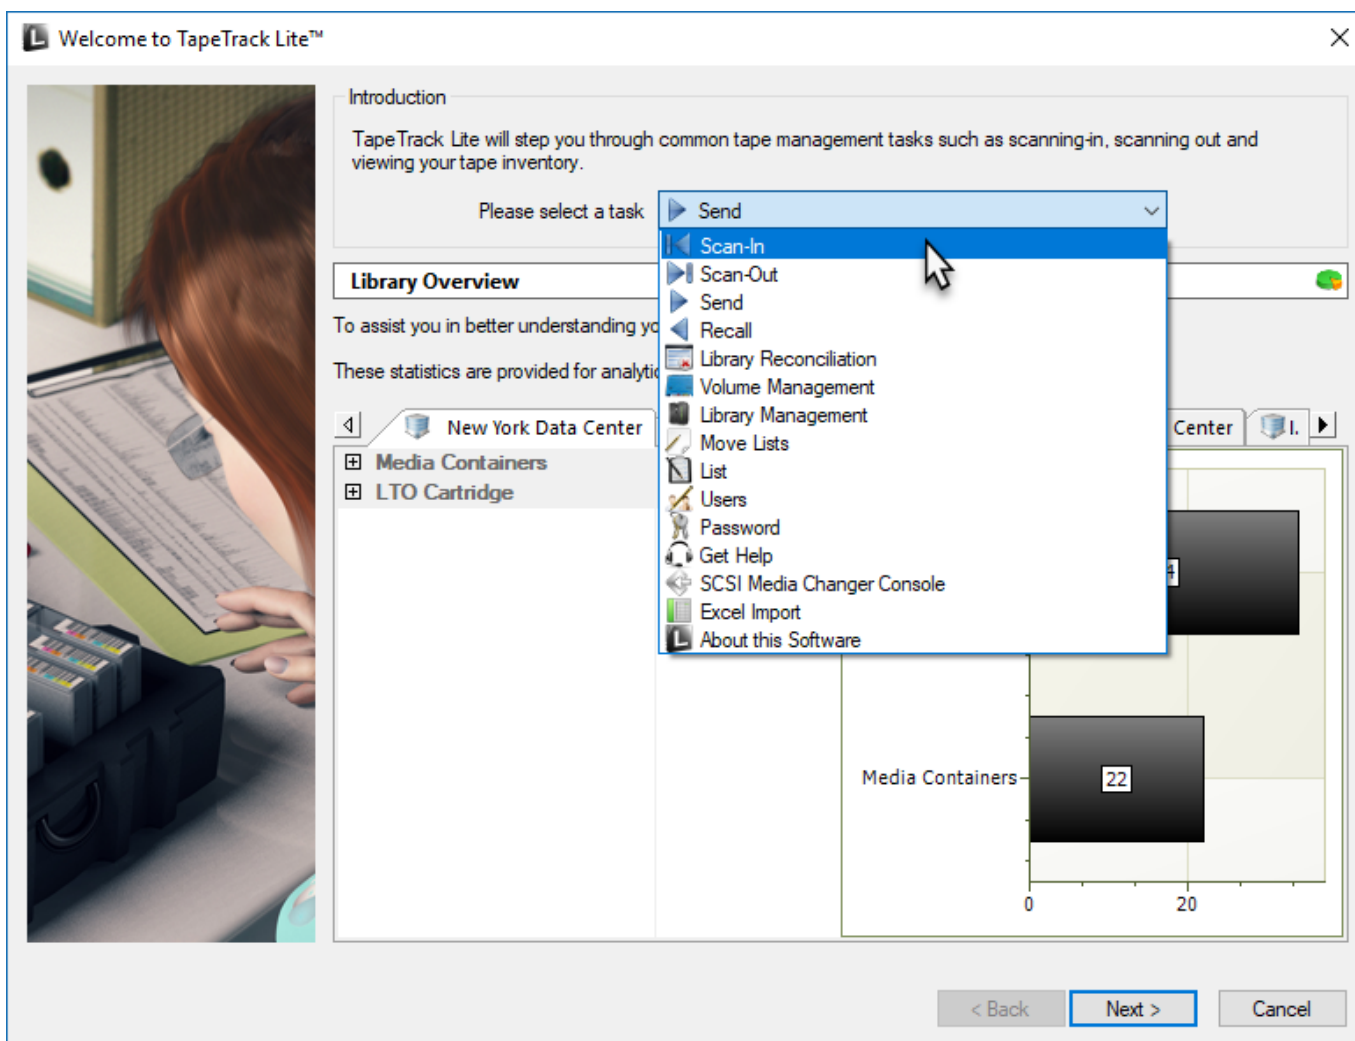 Welcome to TapeTrack Lite™
Introduction
TapeTrack Lite will step you through common tape management tasks such as scanning-in, scanning out and
viewing your tape inventory.
Please select a task
Send
Scan-In
Scan-Out
Send
Recall
Library Reconciliation
Volume Management
Library Management
Move Lists
List
Users
Password
Get Help
SCSI Media Changer Console
Excel Import
About this Software
Library Overview
To assist you in better understanding
These statistics are provided for
New York Data Center
Center
I.
Media Containers
LTO Cartridge
4
Media Containers
22
0
20
< Back
Next >
Cancel